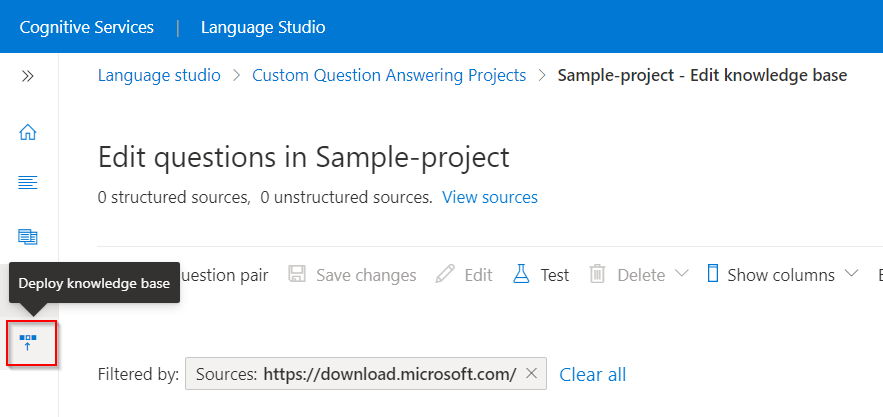 Cognitive Services | Language Studio
Language studio > Custom Question Answering Projects > Sample-project - Edit knowledge base
Edit questions in Sample-project
0 structured sources, 0 unstructured sources. View sources
uestion pair Save changes Edit Test Delete Show columns
Deploy knowledge base
Filtered by: Sources: https://download.microsoft.com/ × Clear all